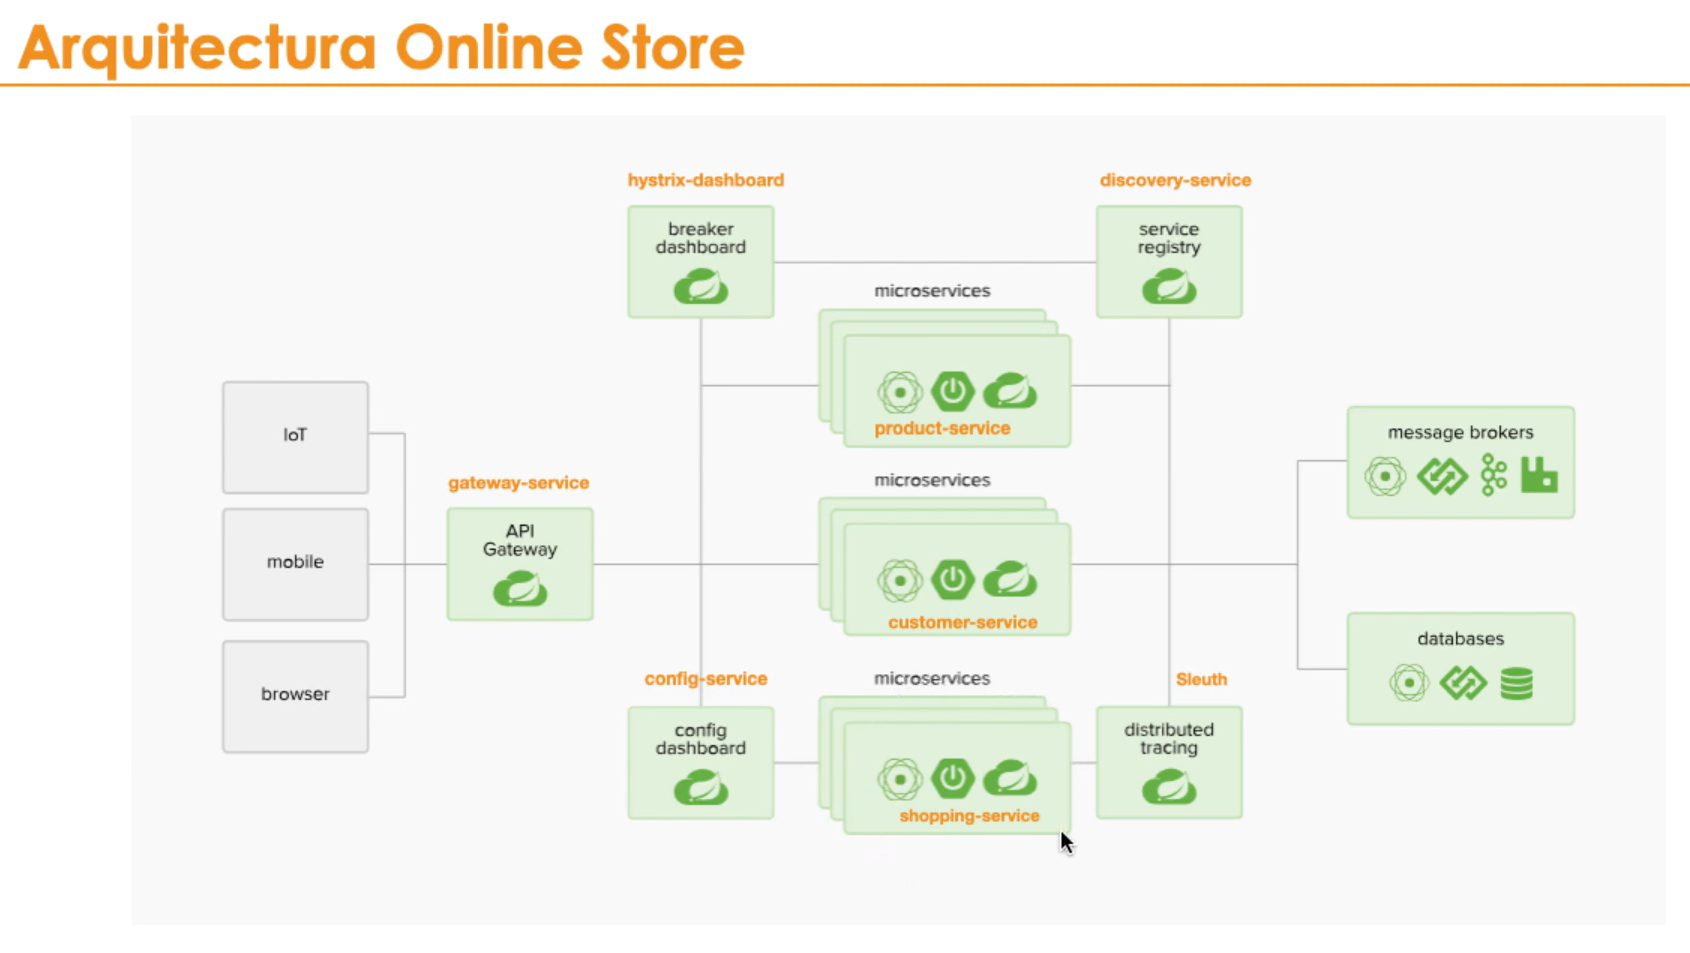 Arquitectura Online Store
hystrix-dashboard
discovery-service
breaker
dashboard
service
registry
microservices
product-service
IoT
mobile
browser
gateway-service
API
Gateway
microservices
customer-service
message brokers
databases
config-service
config
dashboard
microservices
shopping-service
Sleuth
distributed
tracing